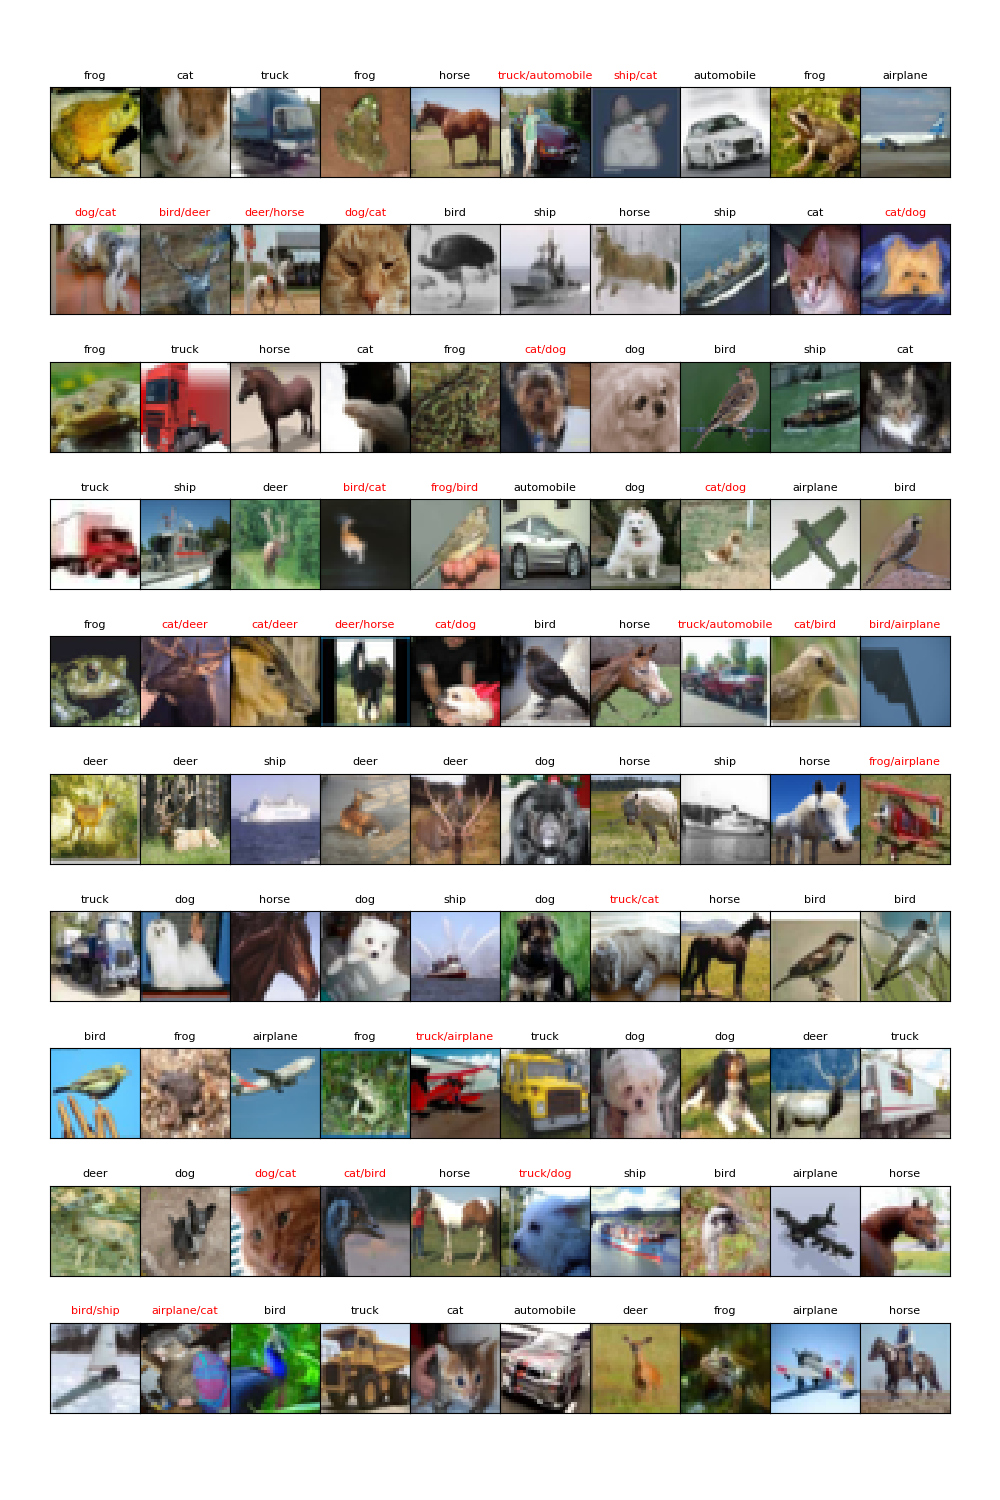 frog cat truck frog horse truck/automobile ship/cat automobile frog airplane
dog/cat bird/deer deer/horse dog/cat bird ship horse ship cat cat/dog
frog truck horse cat frog cat/dog dog bird ship cat
truck ship deer bird/cat frog/bird automobile dog cat/dog airplane bird
frog cat/deer cat/deer deer/horse cat/dog bird horse truck/automobile cat/bird bird/airplane
deer deer ship deer deer dog horse ship horse frog/airplane
truck dog horse dog ship dog truck/cat horse bird bird
bird frog airplane frog truck/airplane truck dog dog deer truck
deer dog dog/cat cat/bird horse truck/dog ship bird airplane horse
bird/ship airplane/cat bird truck cat automobile deer frog airplane horse